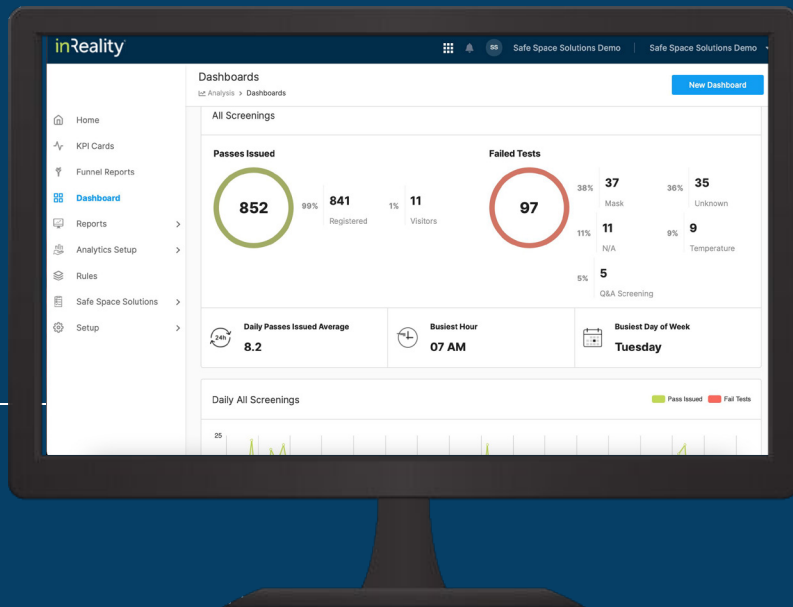 inReality
SS Safe Space Solutions Demo Safe Space Solutions Demo
Dashboards
New Dashboard
Analysis > Dashboards
Home
KPI Cards
Funnel Reports
Dashboard
Reports
Analytics Setup
Rules
Safe Space Solutions
Setup
All Screenings
Passes Issued
852
99% 841
Registered
1% 11
Visitors
Failed Tests
97
38% 37
Mask
36% 35
Unknown
11% 11
N/A
9% 9
Temperature
5% 5
Q&A Screening
24h
Daily Passes Issued Average
8.2
Busiest Hour
07 AM
Busiest Day of Week
Tuesday
Daily All Screenings
Pass Issued Fail Tests
25